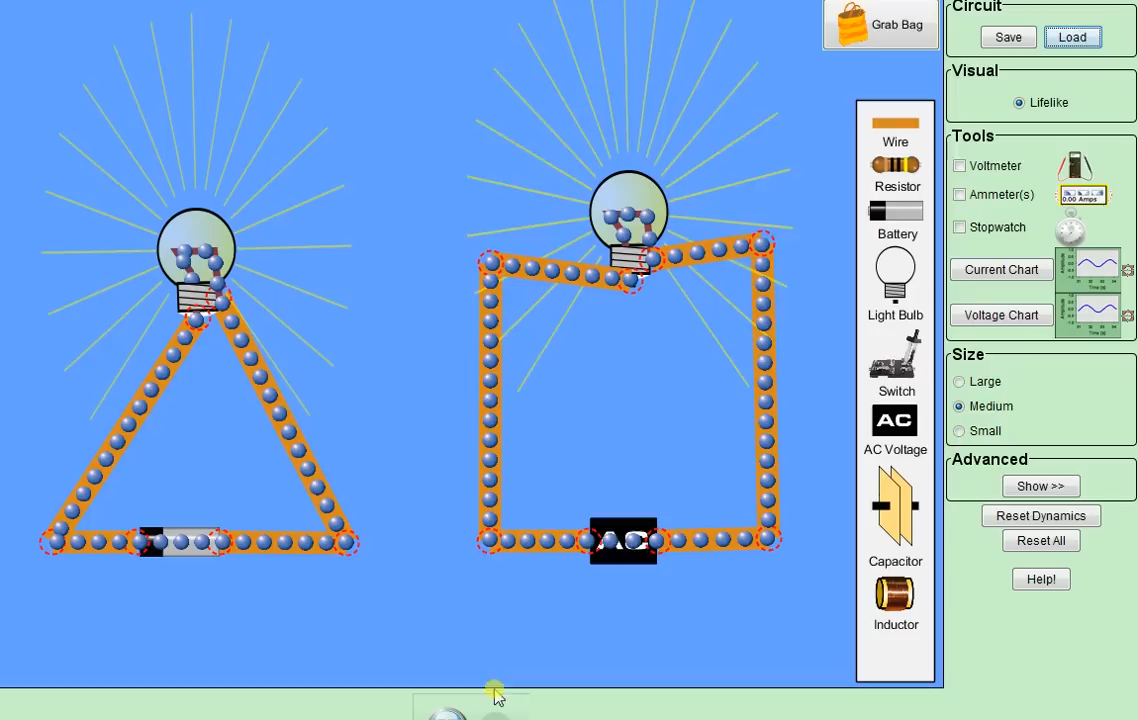 Grab Bag
Wire
Resistor
Battery
Light Bulb
Switch
AC
AC Voltage
Capacitor
Inductor
AC
Circuit
Save
Load
Visual
Lifelike
Tools
Voltmeter
Ammeter(s)
0.00 Amps
Stopwatch
Current Chart
Voltage Chart
Size
Large
Medium
Small
Advanced
Show >>
Reset Dynamics
Reset All
Help!